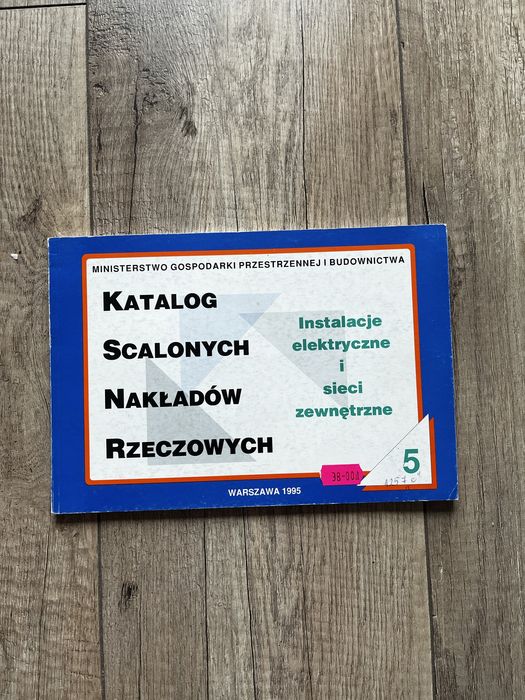 MINISTERSTWO GOSPODARKI PRZESTRZENNEJ I BUDOWNICTWA
KATALOG
SCALONYCH
NAKŁADÓW
RZECZOWYCH
Instalacje
elektryczne
i
sieci
zewnętrzne
5
WARSZAWA 1995